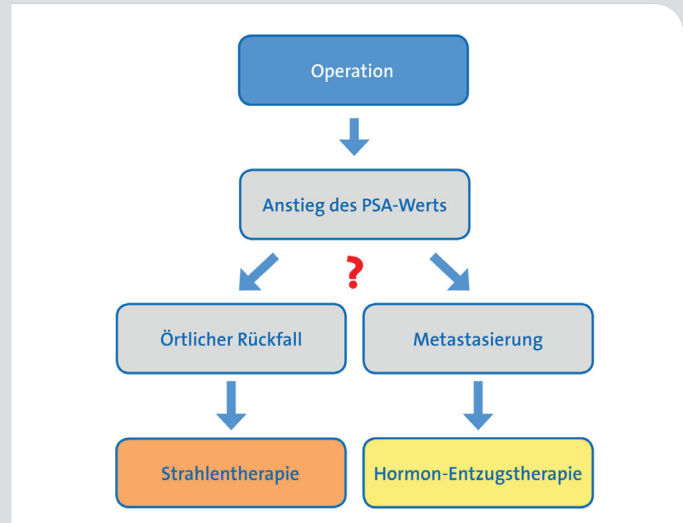 Operation
Anstieg des PSA-Werts
?
Örtlicher Rückfall
Metastasierung
Strahlentherapie
Hormon-Entzugstherapie